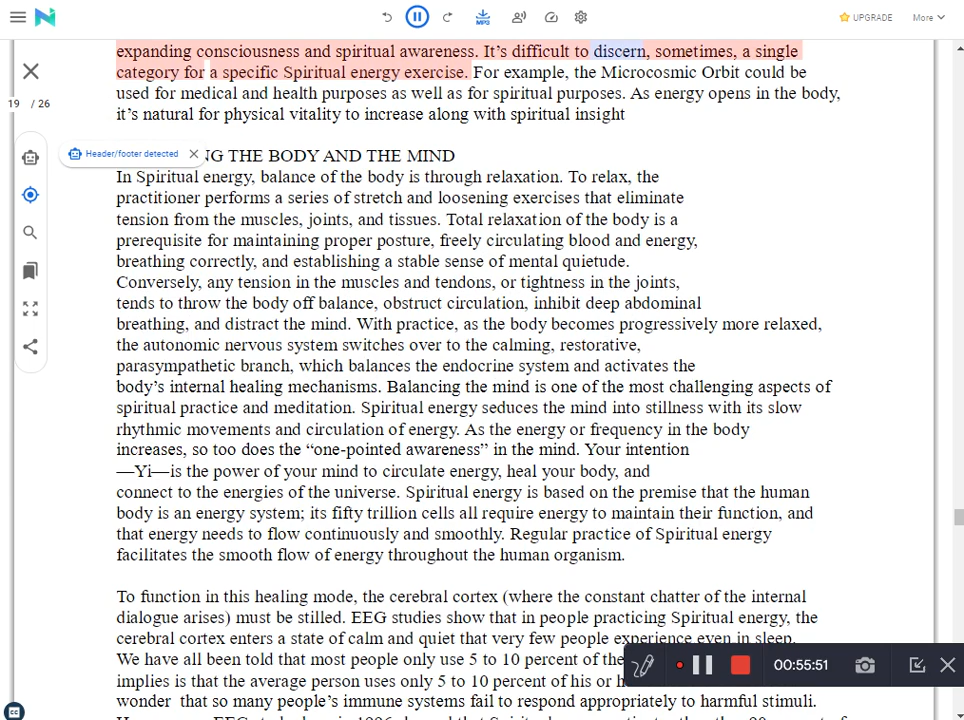 MP3
UPGRADE
More
expanding consciousness and spiritual awareness. It's difficult to discern, sometimes, a single
category for a specific Spiritual energy exercise. For example, the Microcosmic Orbit could be
used for medical and health purposes as well as for spiritual purposes. As energy opens in the body,
it's natural for physical vitality to increase along with spiritual insight
19 / 26
Header/footer detected
NG THE BODY AND THE MIND
In Spiritual energy, balance of the body is through relaxation. To relax, the
practitioner performs a series of stretch and loosening exercises that eliminate
tension from the muscles, joints, and tissues. Total relaxation of the body is a
prerequisite for maintaining proper posture, freely circulating blood and energy,
breathing correctly, and establishing a stable sense of mental quietude.
Conversely, any tension in the muscles and tendons, or tightness in the joints,
tends to throw the body off balance, obstruct circulation, inhibit deep abdominal
breathing, and distract the mind. With practice, as the body becomes progressively more relaxed,
the autonomic nervous system switches over to the calming, restorative,
parasympathetic branch, which balances the endocrine system and activates the
body's internal healing mechanisms. Balancing the mind is one of the most challenging aspects of
spiritual practice and meditation. Spiritual energy seduces the mind into stillness with its slow
rhythmic movements and circulation of energy. As the energy or frequency in the body
increases, so too does the “one-pointed awareness” in the mind. Your intention
—Yi—is the power of your mind to circulate energy, heal your body, and
connect to the energies of the universe. Spiritual energy is based on the premise that the human
body is an energy system; its fifty trillion cells all require energy to maintain their function, and
that energy needs to flow continuously and smoothly. Regular practice of Spiritual energy
facilitates the smooth flow of energy throughout the human organism.
To function in this healing mode, the cerebral cortex (where the constant chatter of the internal
dialogue arises) must be stilled. EEG studies show that in people practicing Spiritual energy, the
cerebral cortex enters a state of calm and quiet that very few people experience even in sleep.
We have all been told that most people only use 5 to 10 percent of the
implies is that the average person uses only 5 to 10 percent of his or h
wonder that so many people's immune systems fail to respond appropriately to harmful stimuli.
00:55:51